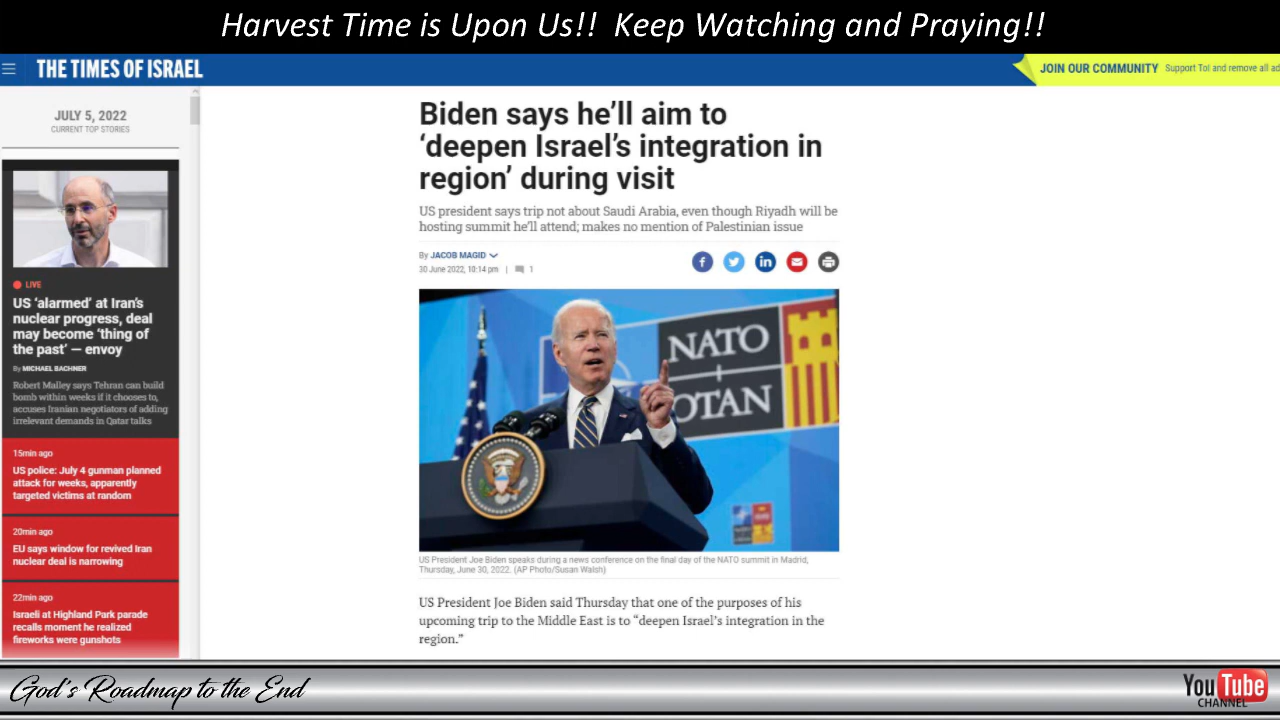 Harvest Time is Upon Us!! Keep Watching and Praying!!
THE TIMES OF ISRAEL
JOIN OUR COMMUNITY Support ToI and remove all ad
JULY 5, 2022
CURRENT TOP STORIES
LIVE
US ‘alarmed’ at Iran’s
nuclear progress, deal
may become ‘thing of
the past’ — envoy
By MICHAEL BACHNER
Robert Malley says Tehran can build
bomb within weeks if it chooses to,
accuses Iranian negotiators of adding
irrelevant demands in Qatar talks
15min ago
US police: July 4 gunman planned
attack for weeks, apparently
targeted victims at random
20min ago
EU says window for revived Iran
nuclear deal is narrowing
22min ago
Israeli at Highland Park parade
recalls moment he realized
fireworks were gunshots
Biden says he’ll aim to
‘deepen Israel’s integration in
region’ during visit
US president says trip not about Saudi Arabia, even though Riyadh will be
hosting summit he’ll attend; makes no mention of Palestinian issue
By JACOB MAGID
30 June 2022, 10:14 pm | 1
NATO
OTAN
US President Joe Biden speaks during a news conference on the final day of the NATO summit in Madrid,
Thursday, June 30, 2022. (AP Photo/Susan Walsh)
US President Joe Biden said Thursday that one of the purposes of his
upcoming trip to the Middle East is to “deepen Israel’s integration in the
region.”
God's Roadmap to the End
YouTube
CHANNEL